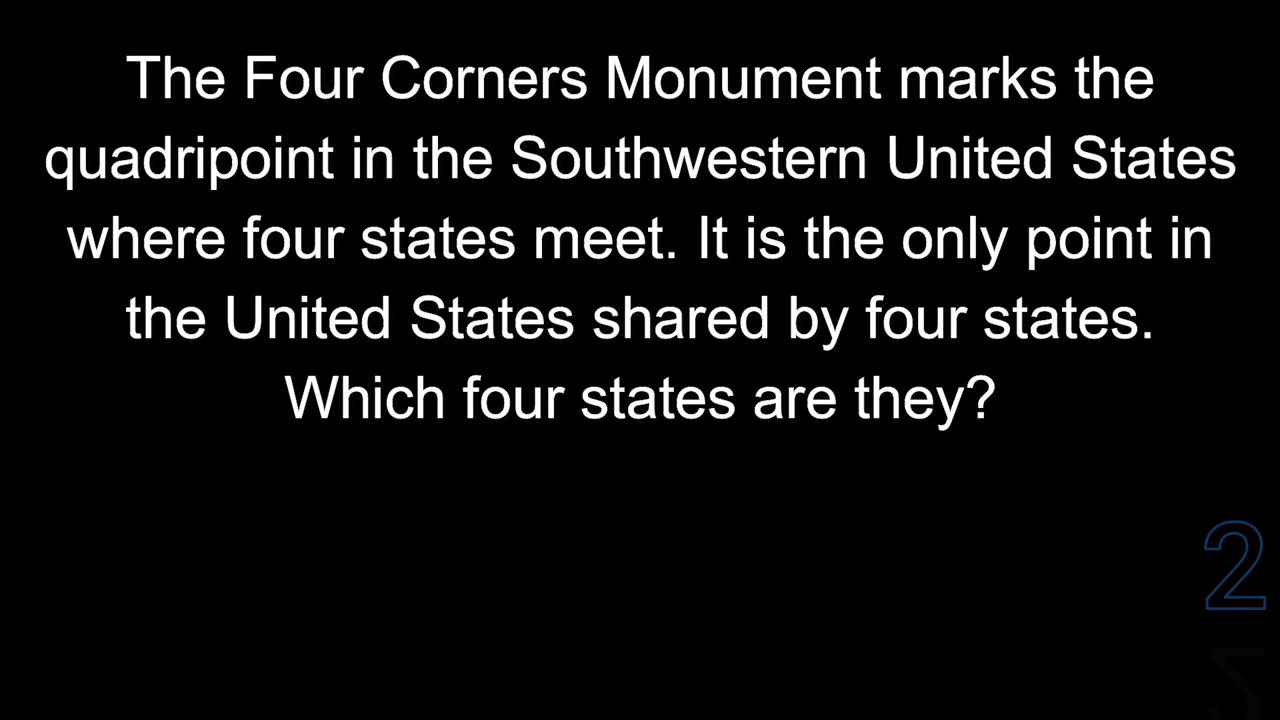 The Four Corners Monument marks the
quadripoint in the Southwestern United States
where four states meet. It is the only point in
the United States shared by four states.
Which four states are they?
2